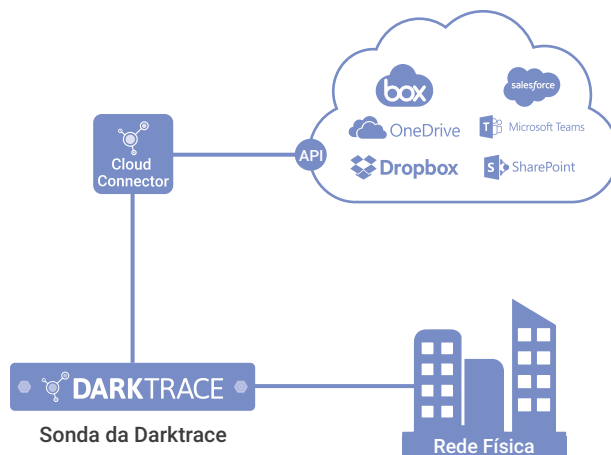 box
salesforce
OneDrive
Microsoft Teams
Dropbox
SharePoint
API
Cloud
Connector
DARKTRACE
Sonda da Darktrace
Rede Física